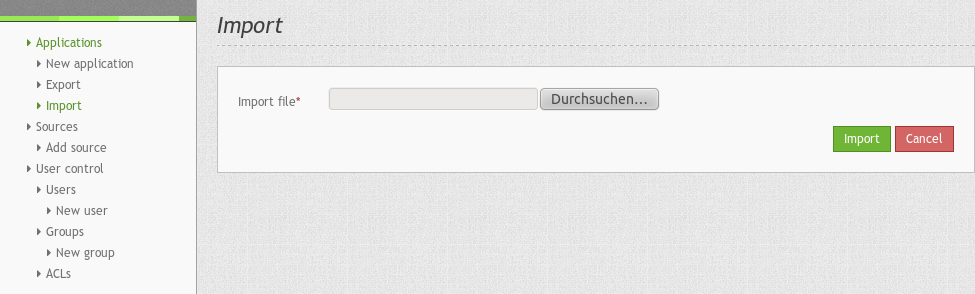 Import
Applications
New application
Export
Import
Sources
Add source
User control
Users
New user
Groups
New group
ACLs
Import file* Durchsuchen...
Import Cancel